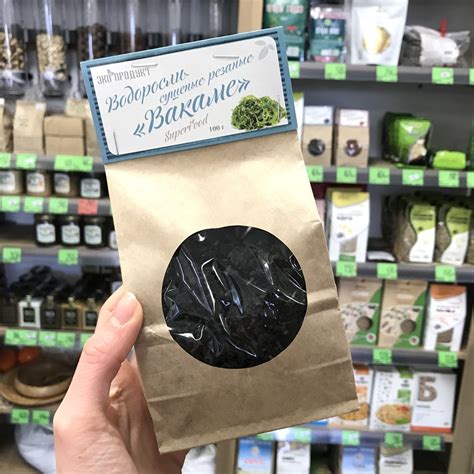 ЭКО ПРОДУКТ
Водоросли
сушеные резаные
«Вакаме»
Superfood
100 г